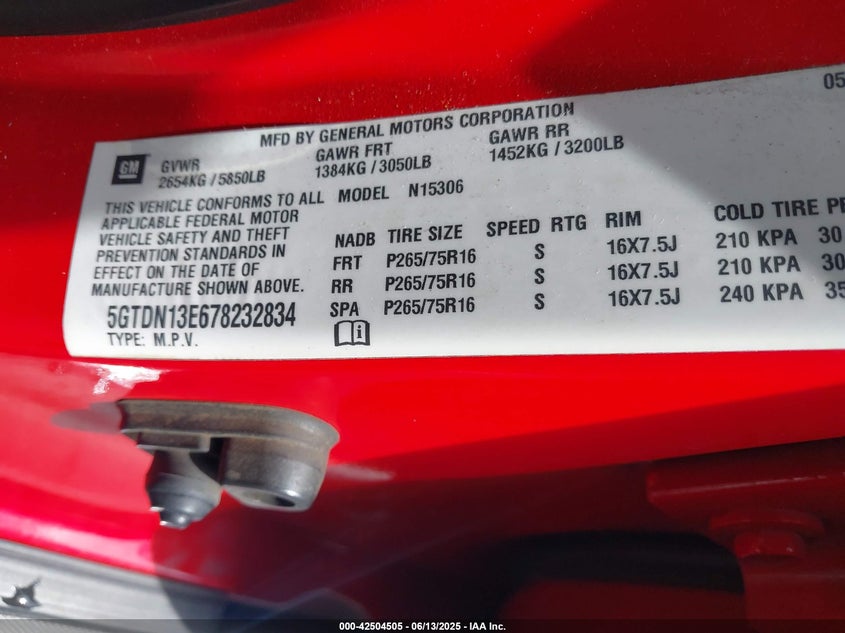 05
MFD BY GENERAL MOTORS CORPORATION
GM
GVWR GAWR FRT GAWR RR
2654KG / 5850LB 1384KG / 3050LB 1452KG / 3200LB
THIS VEHICLE CONFORMS TO ALL MODEL N15306
APPLICABLE FEDERAL MOTOR
VEHICLE SAFETY AND THEFT
PREVENTION STANDARDS IN
EFFECT ON THE DATE OF
MANUFACTURE SHOWN ABOVE.
NADB TIRE SIZE SPEED RTG RIM COLD TIRE PE
FRT P265/75R16 S 16X7.5J 210 KPA 30
RR P265/75R16 S 16X7.5J 210 KPA 30
SPA P265/75R16 S 16X7.5J 240 KPA 35
5GTDN13E678232834
TYPE: M.P.V.
000-42504505 / 06/13/2025 - IAA Inc.